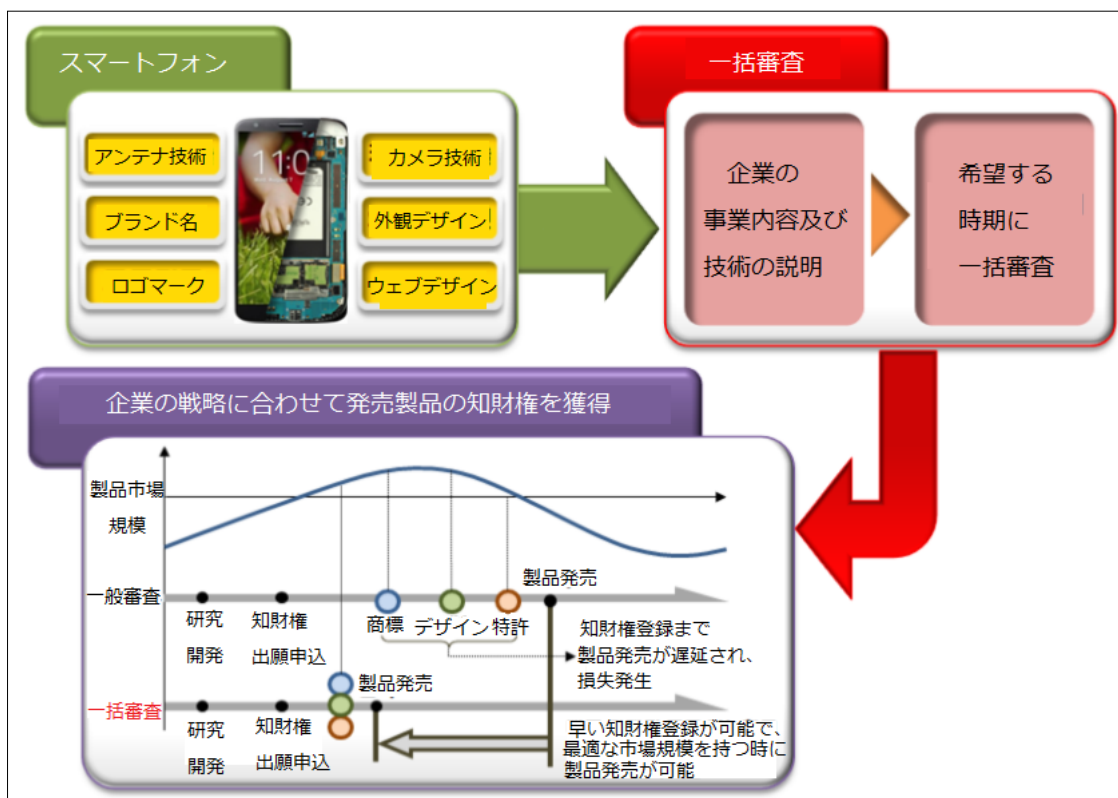 スマートフォン
アンテナ技術
カメラ技術
ブランド名
外観デザイン
ロゴマーク
ウェブデザイン
11:0
一括審査
企業の
事業内容及び
技術の説明
希望する
時期に
一括審査
企業の戦略に合わせて発売製品の知財権を獲得
製品市場
規模
一般審査
研究
開発
知財権
出願申込
商標
デザイン
特許
製品発売
知財権登録まで
製品発売が遅延され、
損失発生
一括審査
研究
開発
知財権
出願申込
製品発売
早い知財権登録が可能で、
最適な市場規模を持つ時に
製品発売が可能